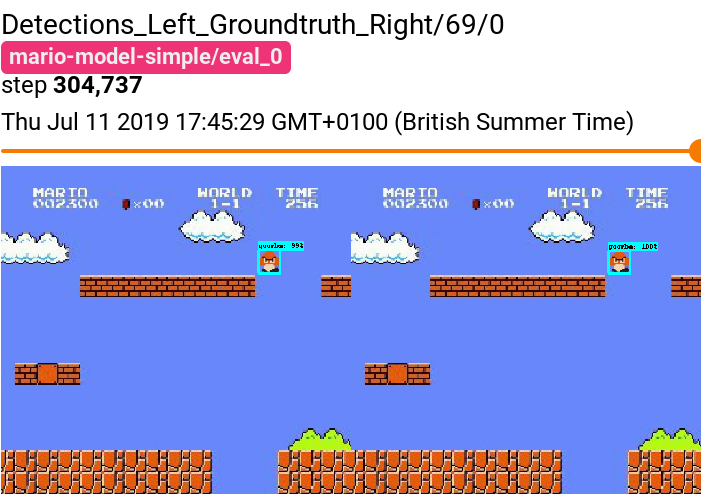 Detections_Left_Groundtruth_Right/69/0
mario-model-simple/eval_0
step 304,737
Thu Jul 11 2019 17:45:29 GMT+0100 (British Summer Time)
MARIO WORLD TIME MARIO WORLD TIME
002300 ×00 1-1 256 002300 ×00 1-1 256
goomba: 99% goomba: 100%